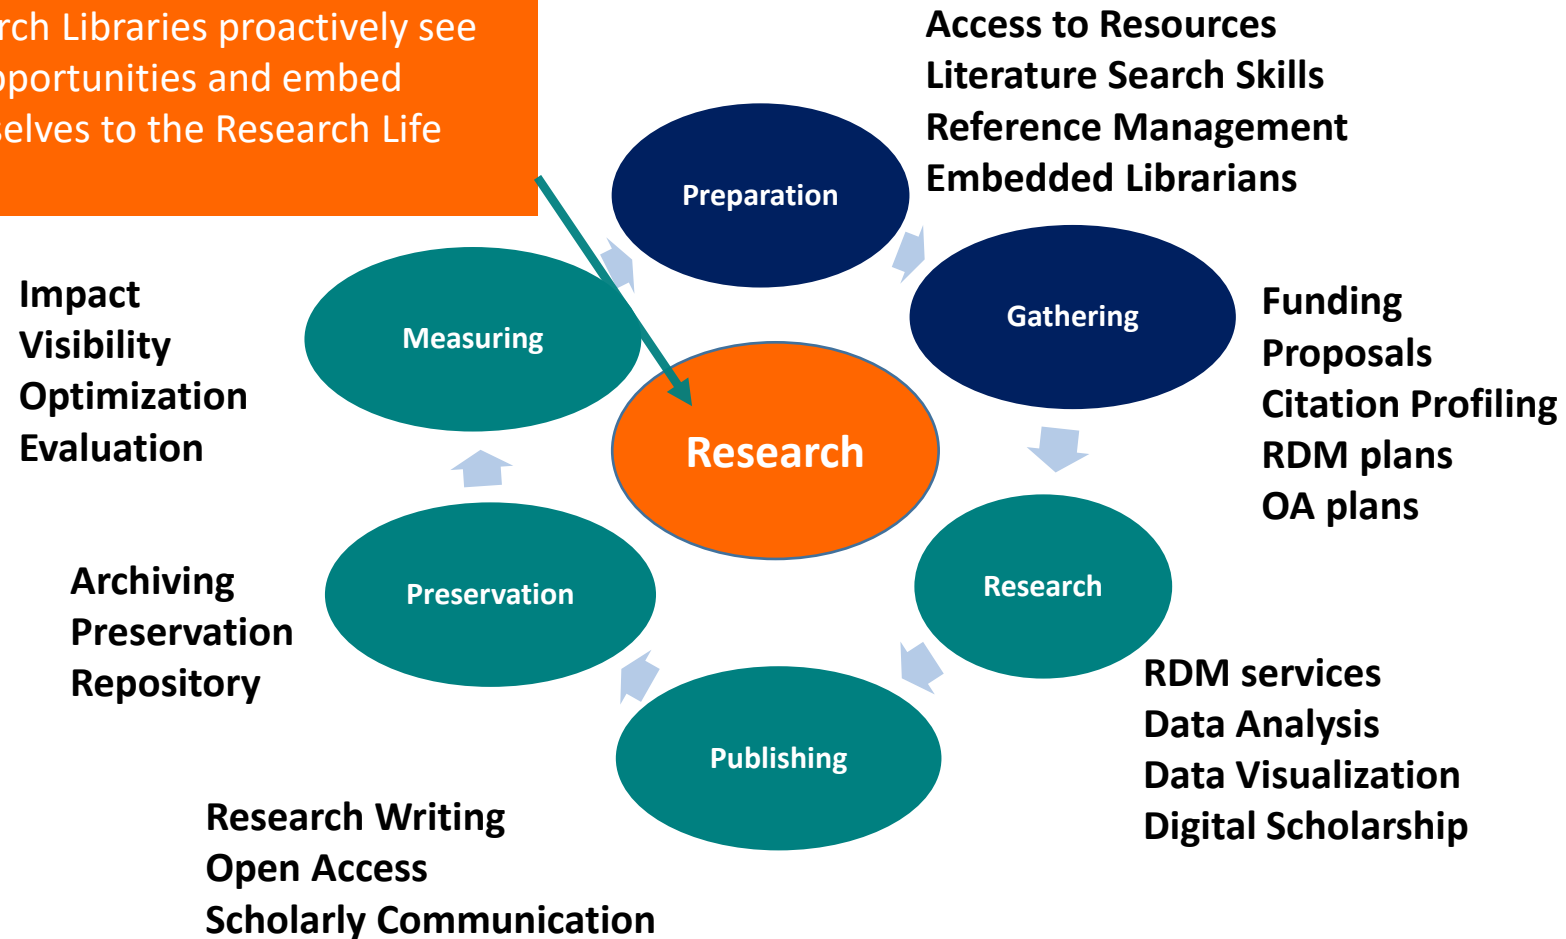 rch Libraries proactively see
pportunities and embed
selves to the Research Life
Access to Resources
Literature Search Skills
Reference Management
Embedded Librarians
Preparation
Gathering
Funding
Proposals
Citation Profiling
RDM plans
OA plans
Research
RDM services
Data Analysis
Data Visualization
Digital Scholarship
Publishing
Research Writing
Open Access
Scholarly Communication
Preservation
Archiving
Preservation
Repository
Measuring
Impact
Visibility
Optimization
Evaluation
Research